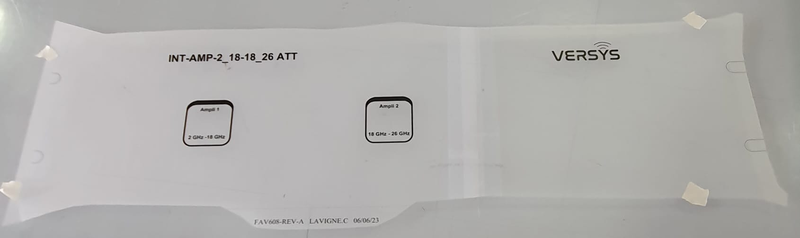 INT-AMP-2_18-18_26 ATT
VERSYS
Ampli 1
2 GHz -18 GHz
Ampli 2
18 GHz - 26 GHz
FAV608-REV-A LAVIGNE.C 06/06/23